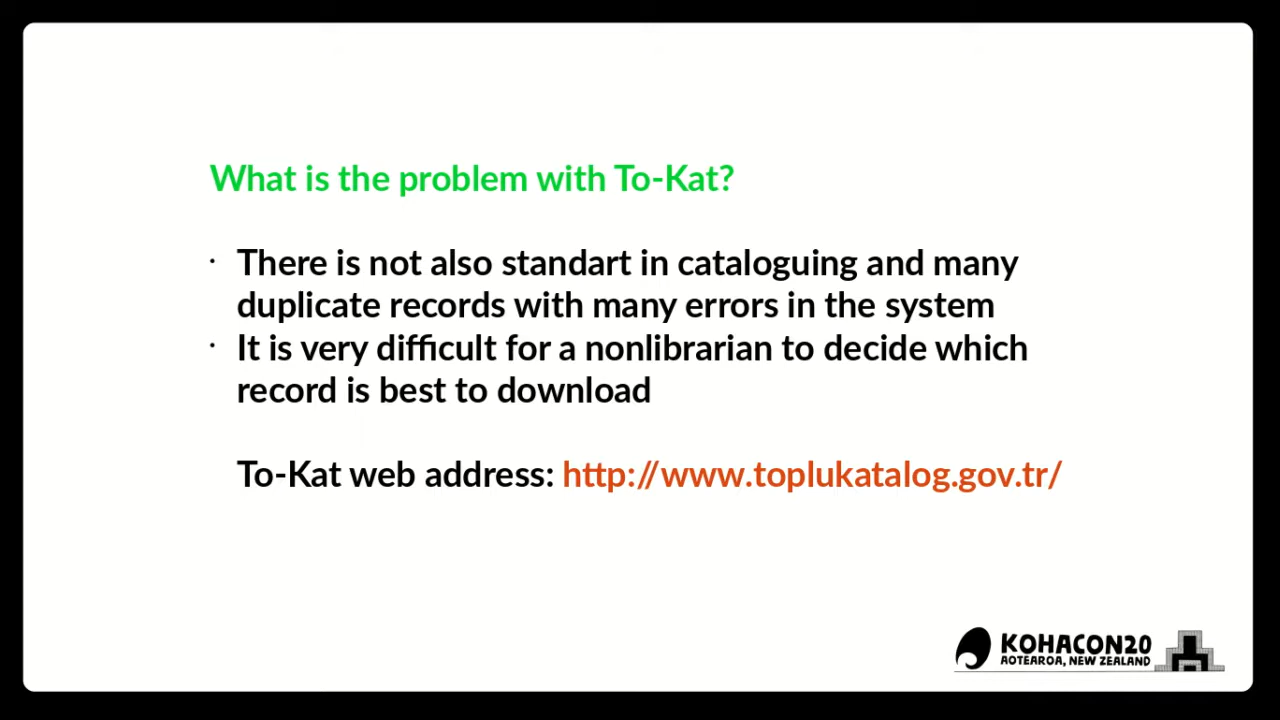 What is the problem with To-Kat?
· There is not also standart in cataloguing and many
duplicate records with many errors in the system
· It is very difficult for a nonlibrarian to decide which
record is best to download
To-Kat web address: http://www.toplukatalog.gov.tr/
KOHACON20
AOTEAROA, NEW ZEALAND